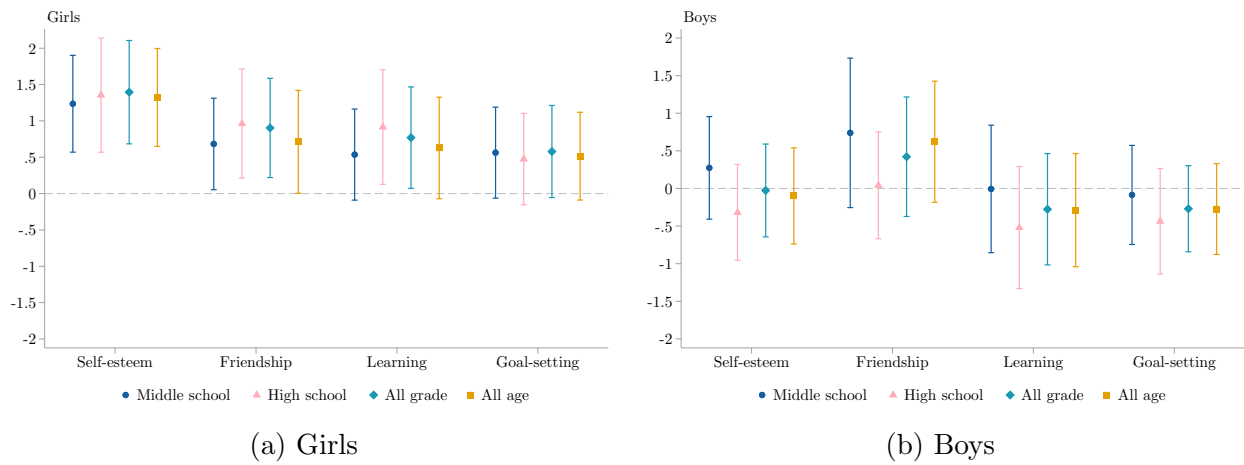 Girls
2
1.5
1
.5
0
-.5
-1
-1.5
-2
Self-esteem Friendship Learning Goal-setting
Middle school High school All grade All age
(a) Girls
Boys
2
1.5
1
.5
0
-.5
-1
-1.5
-2
Self-esteem Friendship Learning Goal-setting
Middle school High school All grade All age
(b) Boys